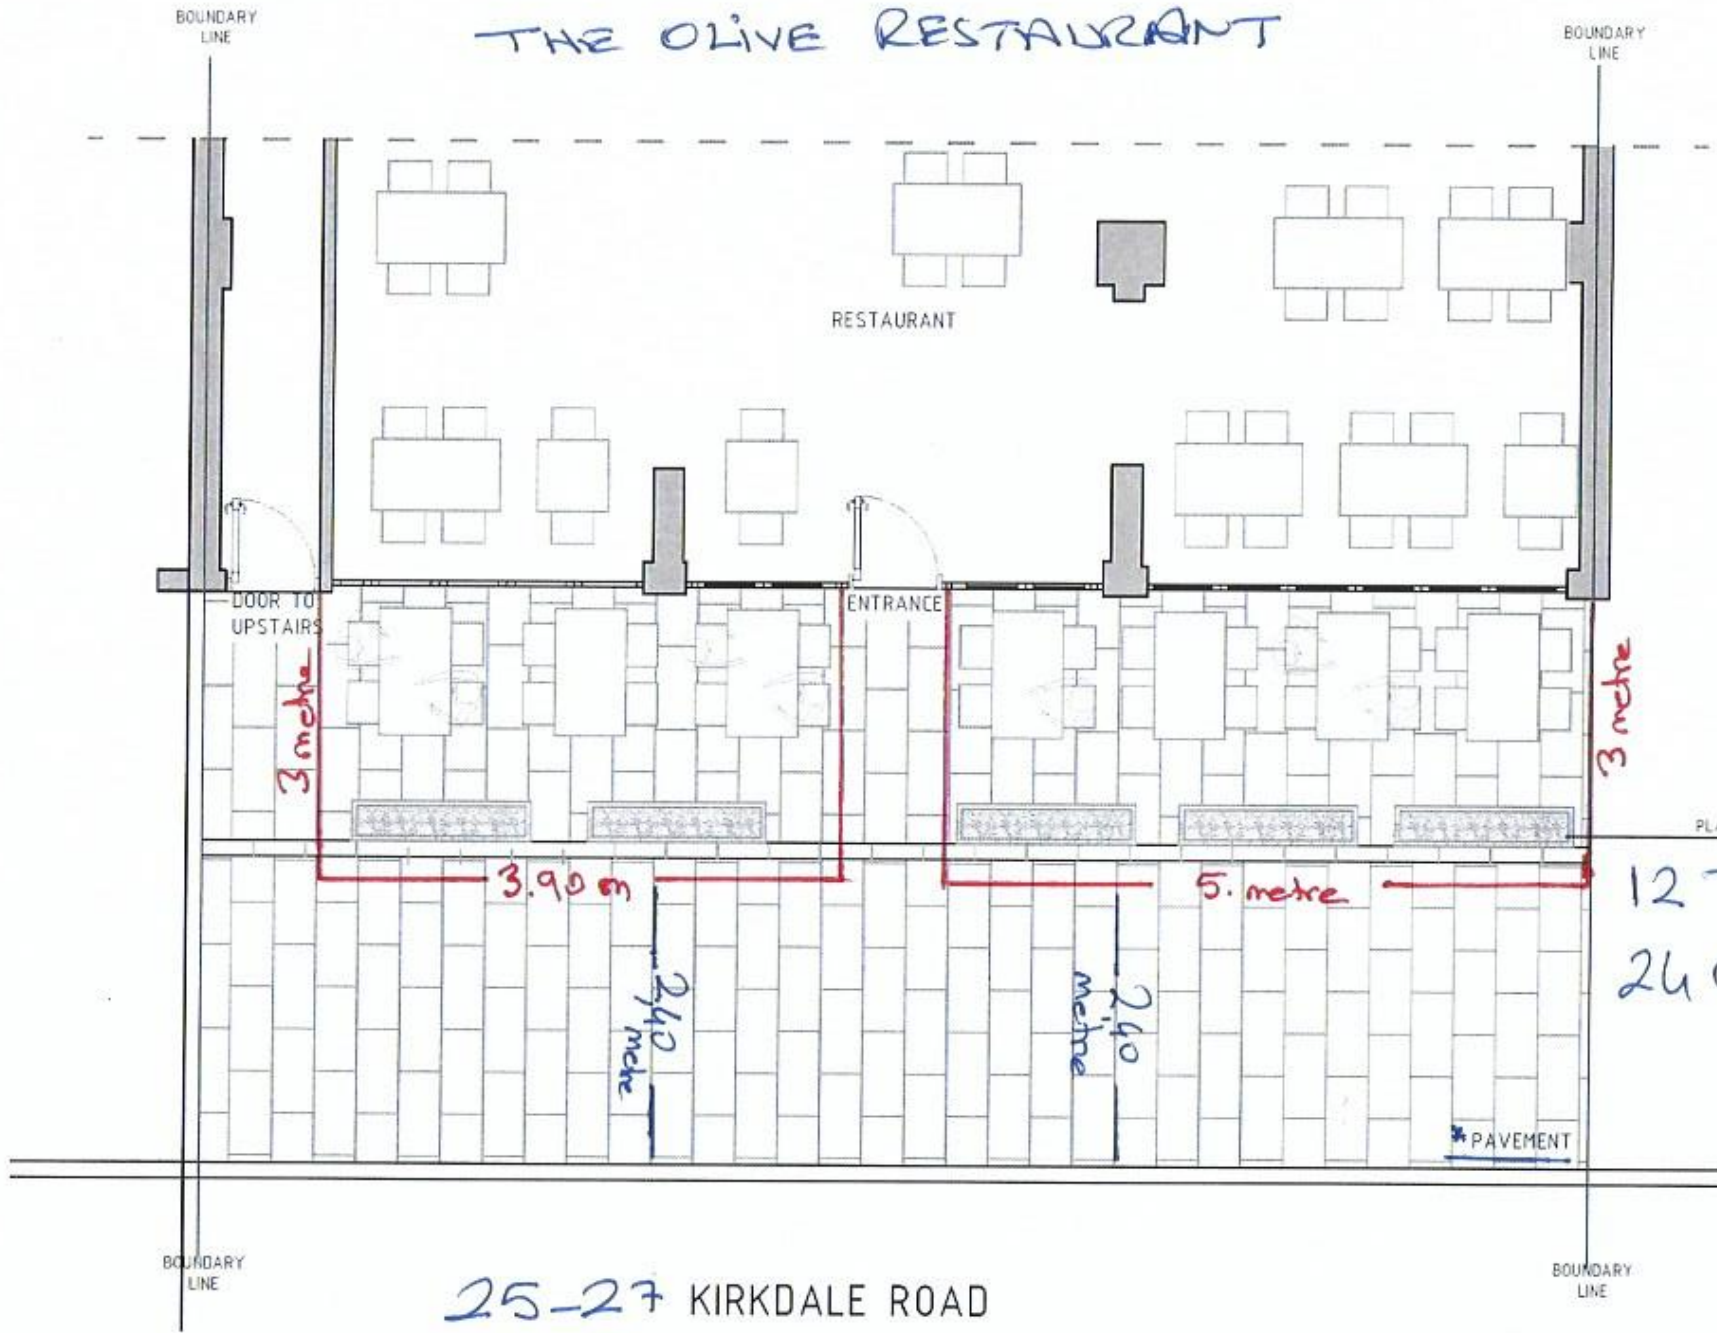 BOUNDARY
LINE
THE OLIVE RESTAURANT
BOUNDARY
LINE
RESTAURANT
DOOR TO
UPSTAIRS
ENTRANCE
3 metre
3 metre
PL
3.90 m
5. metre
12
24
2,40
metre
2,40
metre
*PAVEMENT
BOUNDARY
LINE
BOUNDARY
LINE
25-27 KIRKDALE ROAD